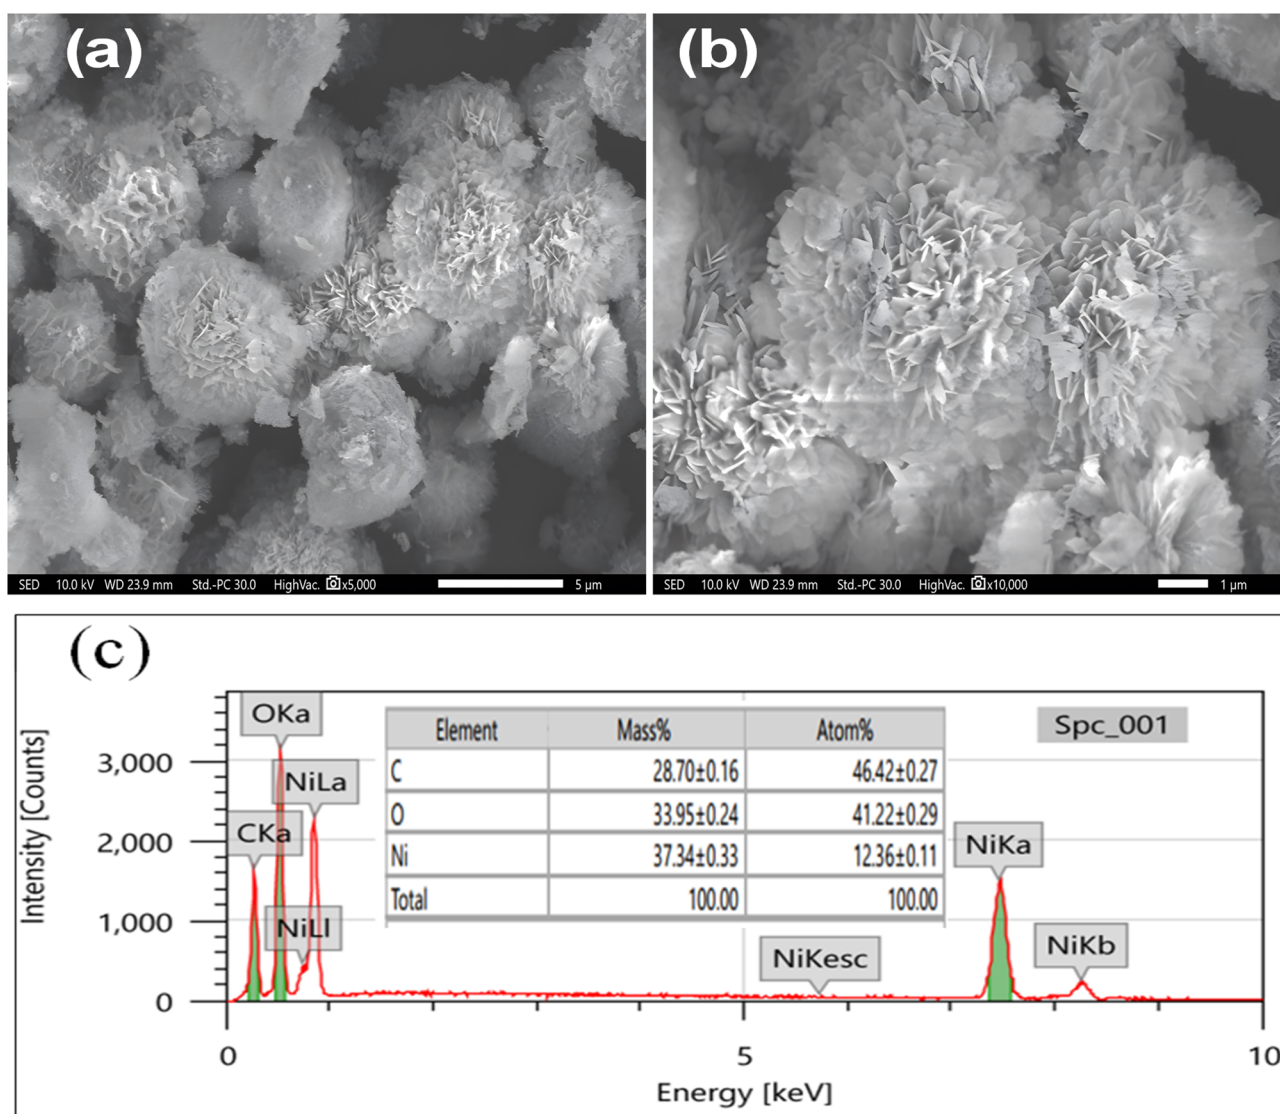 (a)
(b)
SED 10.0 kV WD 23.9 mm Std.-PC 30.0 HighVac. x5,000 5 µm
SED 10.0 kV WD 23.9 mm Std.-PC 30.0 HighVac. x10,000 1 µm
(c)
Spc_001
OKa
NiLa
CKa
NiLl
NiKesc
NiKa
NiKb
Element Mass% Atom%
C 28.70±0.16 46.42±0.27
O 33.95±0.24 41.22±0.29
Ni 37.34±0.33 12.36±0.11
Total 100.00 100.00
Intensity [Counts]
3,000
2,000
1,000
0
0 5 10
Energy [keV]